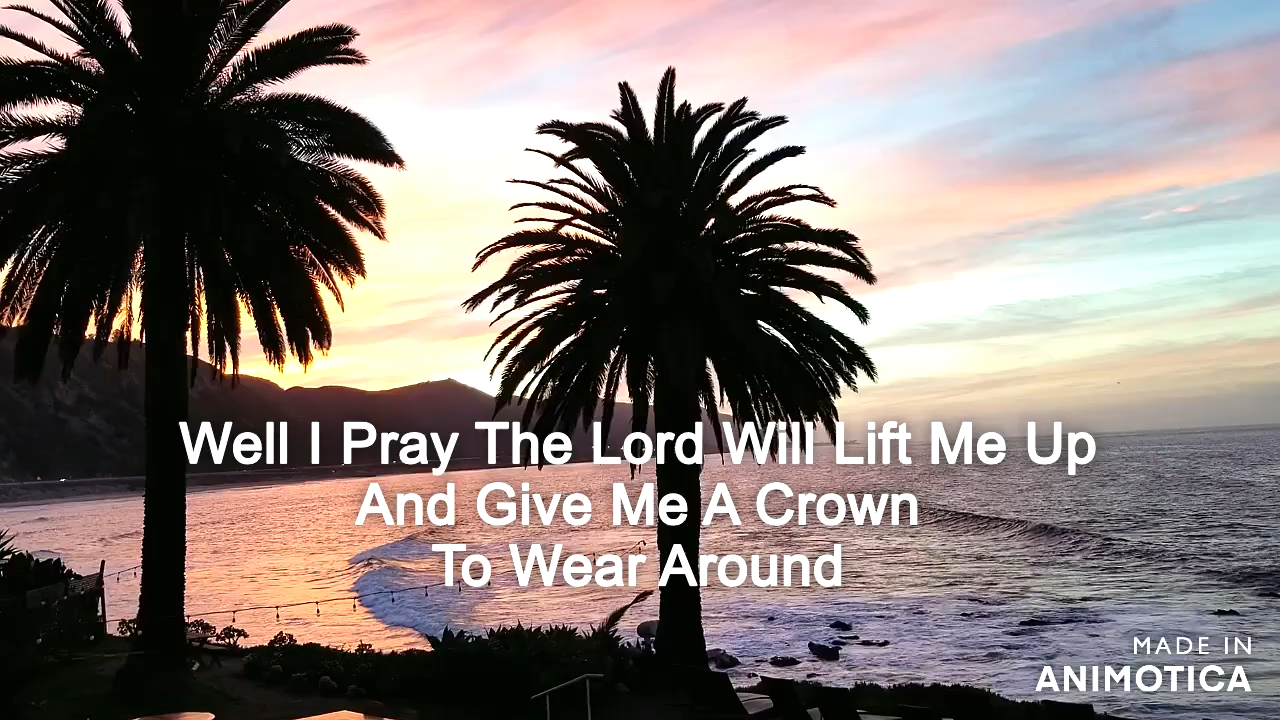 Well I Pray The Lord Will Lift Me Up
And Give Me A Crown
To Wear Around
MADE IN
ANIMOTICA